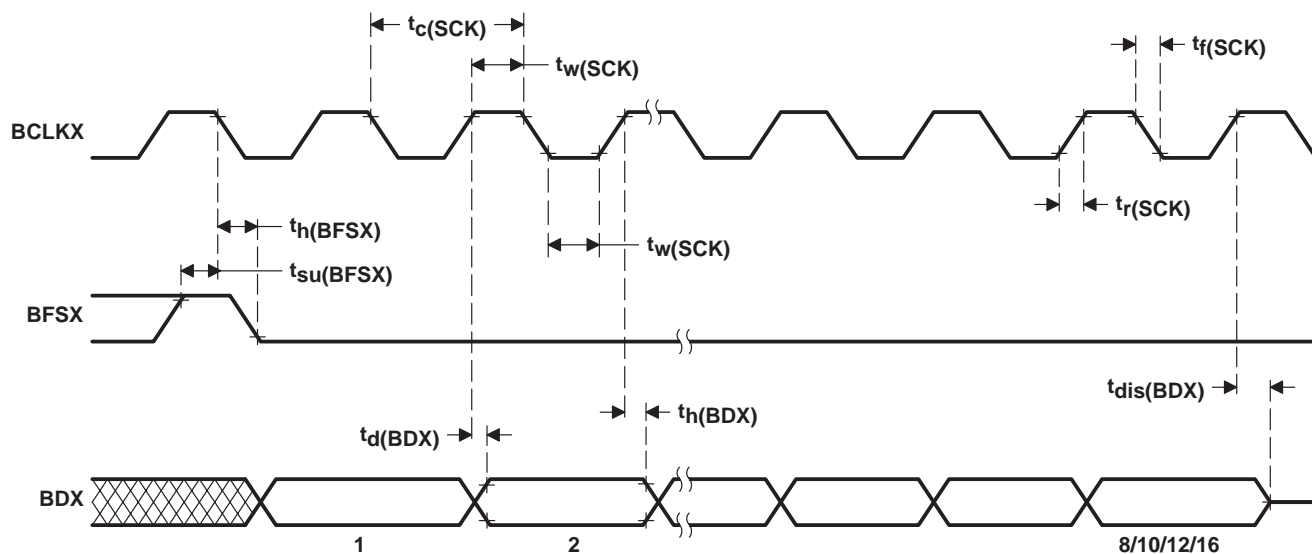 tc(SCK)
tw(SCK)
tf(SCK)
BCLKX
th(BFSX)
tw(SCK)
tr(SCK)
tsu(BFSX)
BFSX
tdis(BDX)
th(BDX)
td(BDX)
BDX
1 2 8/10/12/16